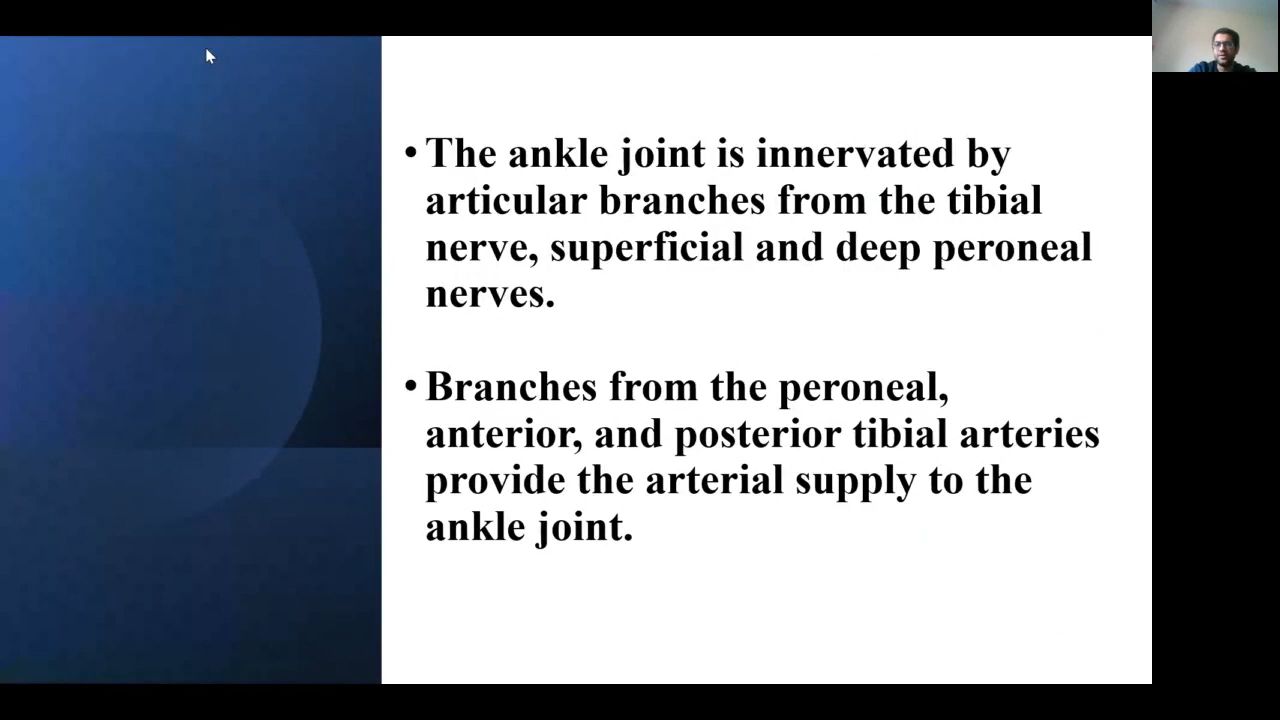 • The ankle joint is innervated by
articular branches from the tibial
nerve, superficial and deep peroneal
nerves.
• Branches from the peroneal,
anterior, and posterior tibial arteries
provide the arterial supply to the
ankle joint.